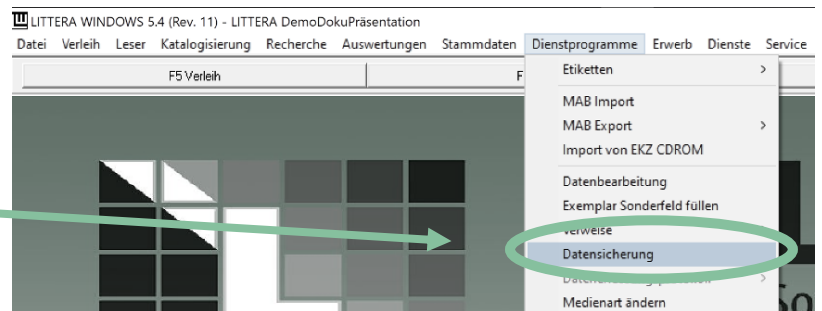 LITTERA WINDOWS 5.4 (Rev. 11) - LITTERA DemoDokuPräsentation
Datei Verleih Leser Katalogisierung Recherche Auswertungen Stammdaten Dienstprogramme Erwerb Dienste Service
F5 Verleih F
Etiketten
MAB Import
MAB Export
Import von EKZ CDROM
Datenbearbeitung
Exemplar Sonderfeld füllen
Verweise
Datensicherung
Medienart ändern
So